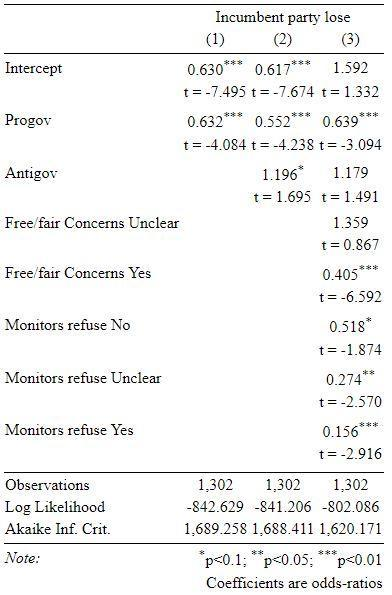 Incumbent party lose
(1) (2) (3)
Intercept 0.630*** 0.617*** 1.592
t = -7.495 t = -7.674 t = 1.332
Progov 0.632*** 0.552*** 0.639***
t = -4.084 t = -4.238 t = -3.094
Antigov 1.196* 1.179
t = 1.695 t = 1.491
Free/fair Concerns Unclear 1.359
t = 0.867
Free/fair Concerns Yes 0.405***
t = -6.592
Monitors refuse No 0.518*
t = -1.874
Monitors refuse Unclear 0.274**
t = -2.570
Monitors refuse Yes 0.156***
t = -2.916
Observations 1,302 1,302 1,302
Log Likelihood -842.629 -841.206 -802.086
Akaike Inf. Crit. 1,689.258 1,688.411 1,620.171
Note: *p<0.1; **p<0.05; ***p<0.01
Coefficients are odds-ratios